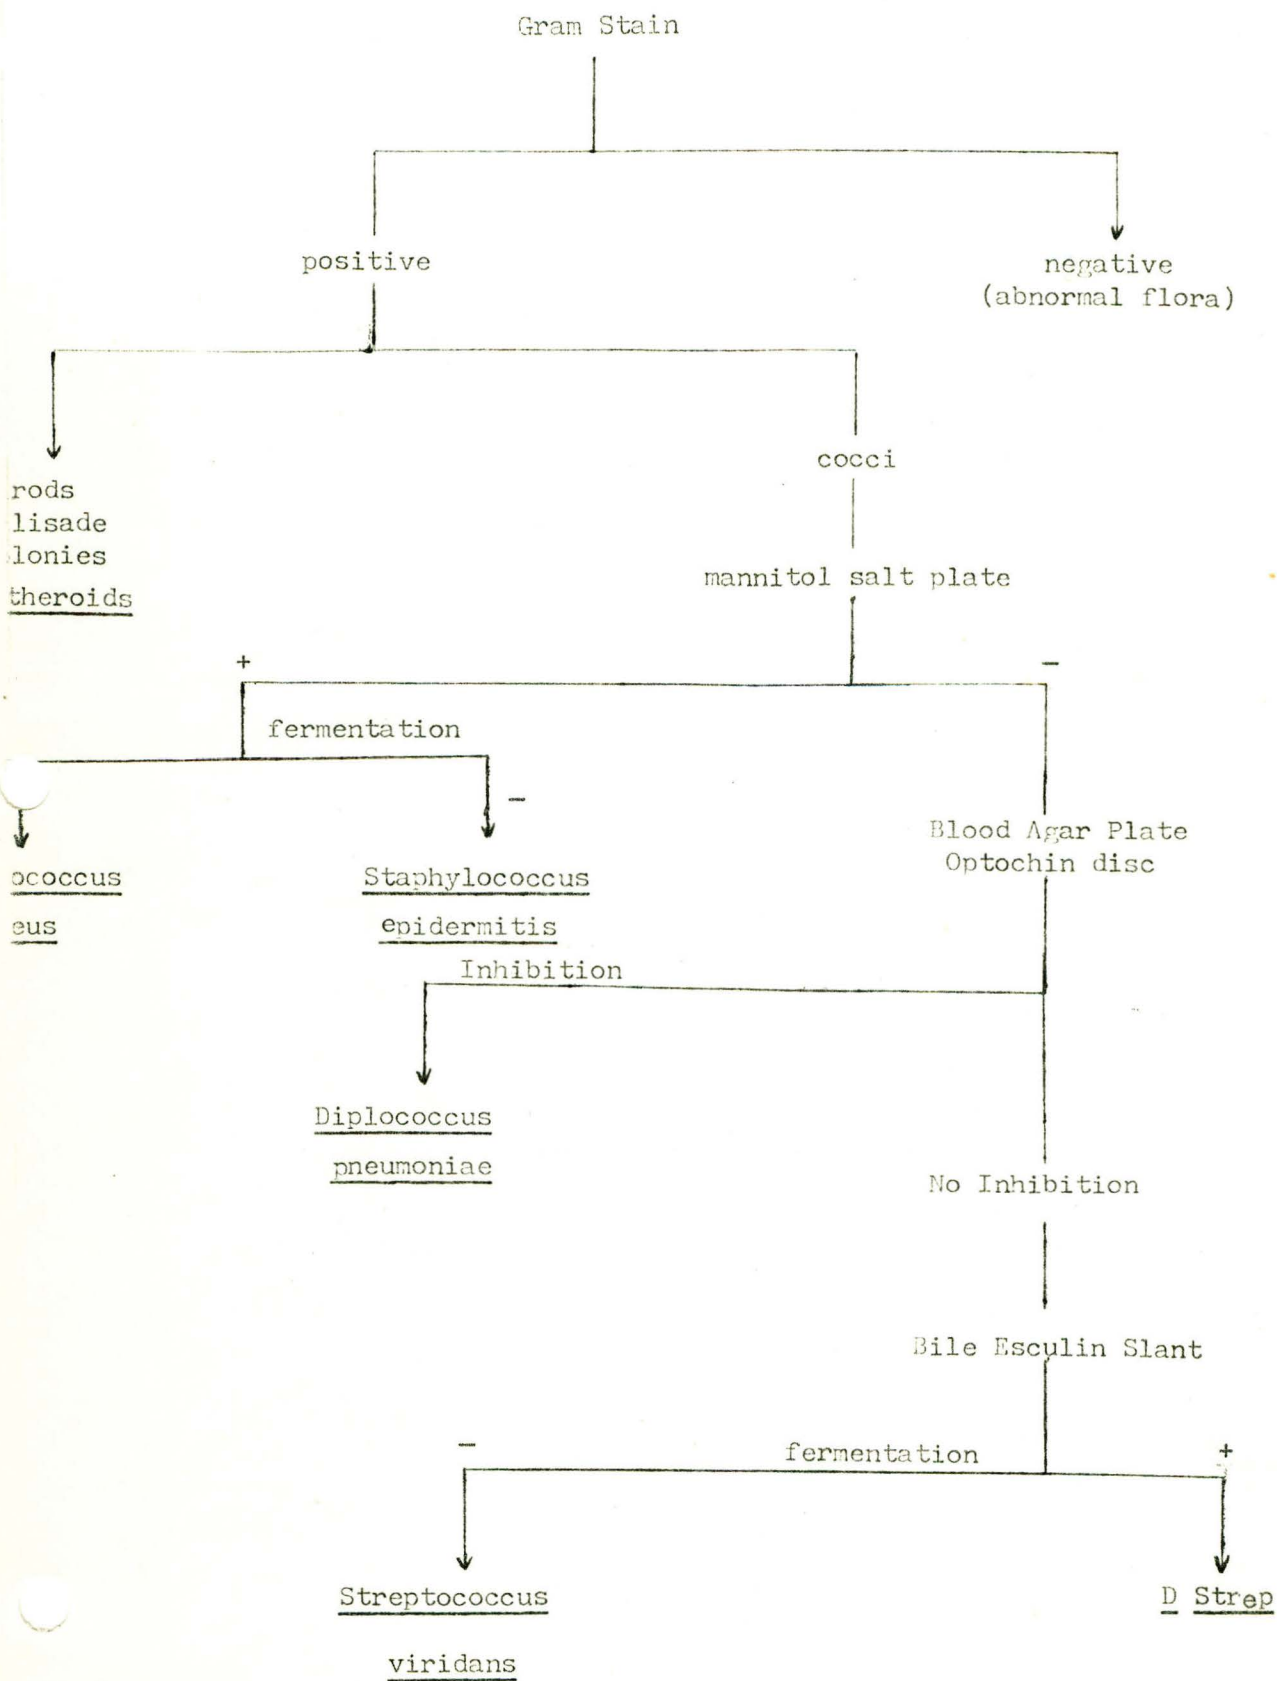 Gram Stain
positive
negative
(abnormal flora)
rods
lisade
lonies
theroids
cocci
mannitol salt plate
+
−
fermentation
−
ococcus
eus
Staphylococcus
epidermitis
Blood Agar Plate
Optochin disc
Inhibition
Diplococcus
pneumoniae
No Inhibition
Bile Esculin Slant
−
fermentation
+
Streptococcus
viridans
D Strep